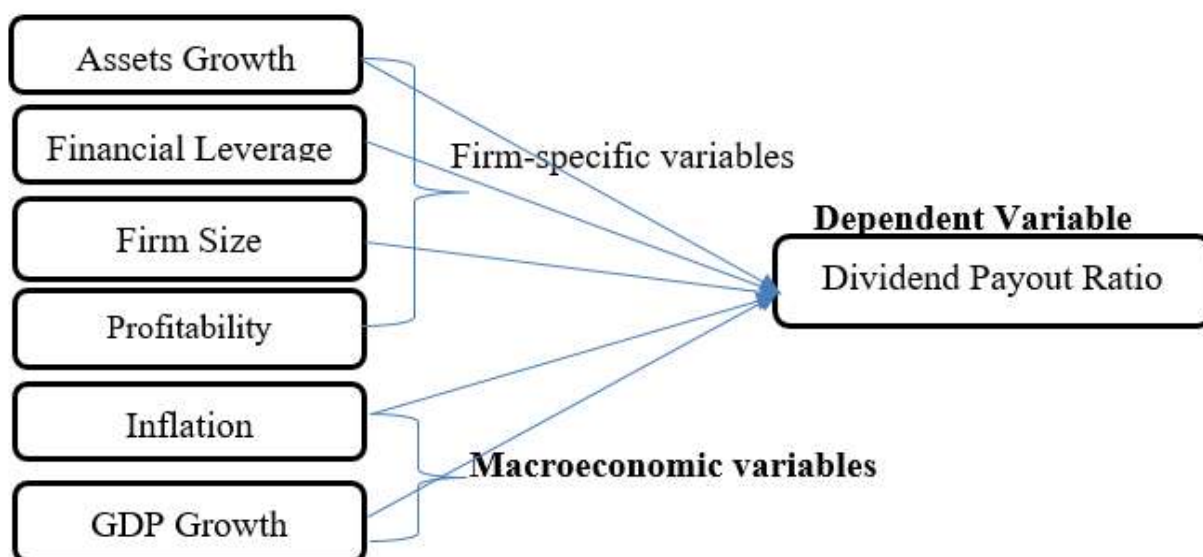 Assets Growth
Financial Leverage
Firm-specific variables
Firm Size
Dependent Variable
Dividend Payout Ratio
Profitability
Inflation
Macroeconomic variables
GDP Growth